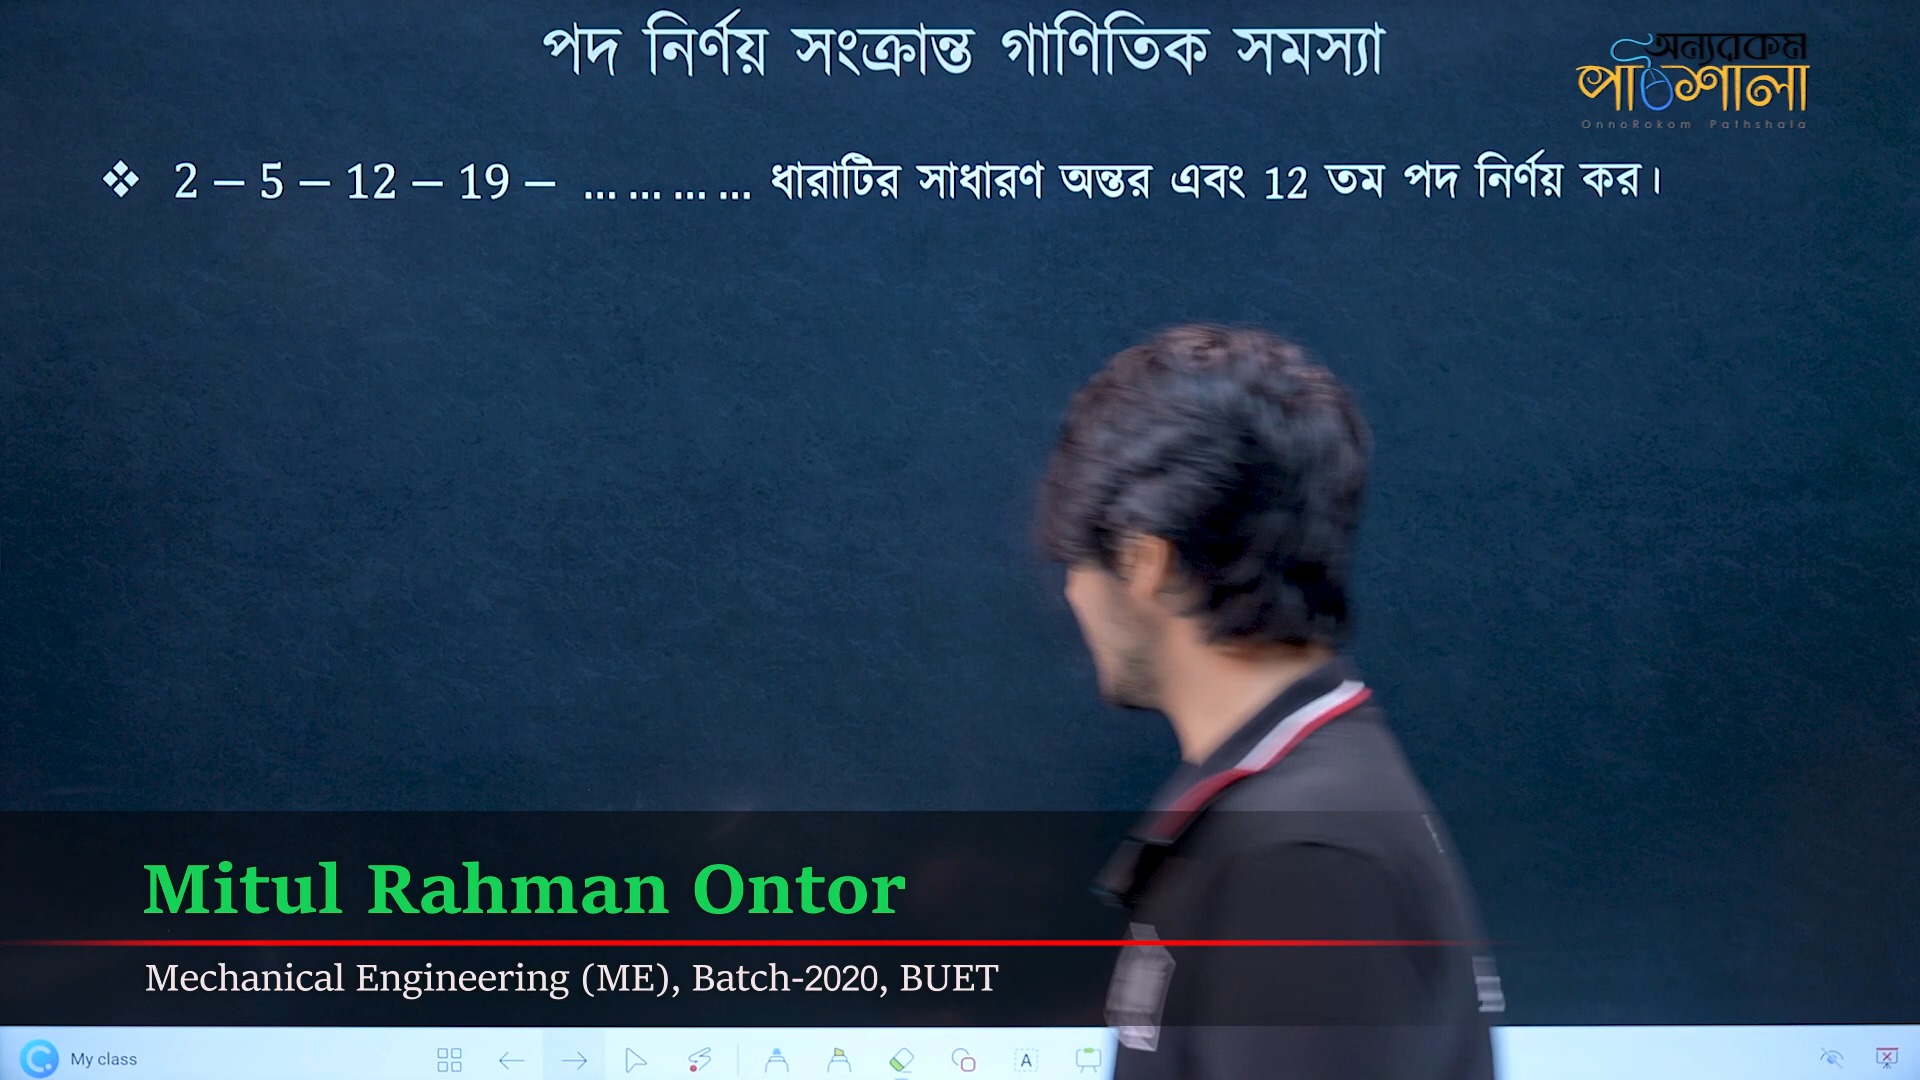 পদ নির্ণয় সংক্রান্ত গাণিতিক সমস্যা
অন্যরকম
পাঠশালা
OnnoRokom Pathshala
❖ 2 − 5 − 12 − 19 − ... ... ... ... ধারাটির সাধারণ অন্তর এবং 12 তম পদ নির্ণয় কর।
Mitul Rahman Ontor
Mechanical Engineering (ME), Batch-2020, BUET
My class
A